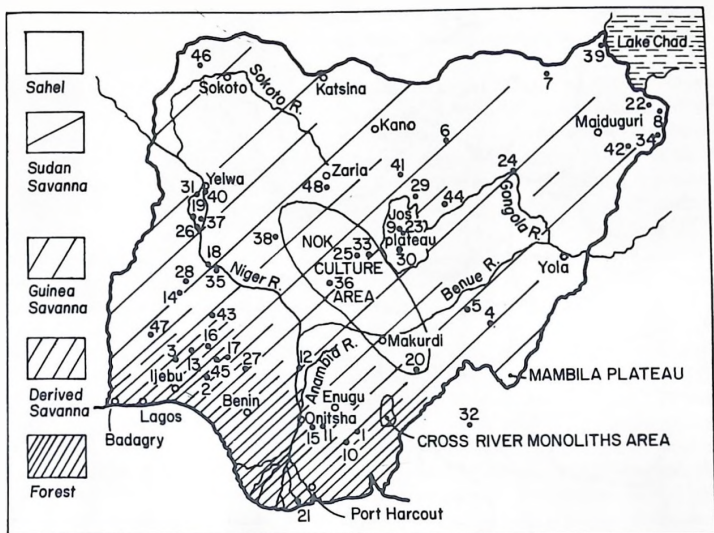 Sahel
Sudan
Savanna
Guinea
Savanna
Derived
Savanna
Forest
46
Sokoto
Sokoto R.
Katsina
7
39
Lake Chad
Kano
6
22
8
Maiduguri
34
42
Zaria
48
41
29
44
24
Gongola R.
Yelwa
31
40
19
37
26
38
NOK
CULTURE
AREA
25
33
36
Jos
plateau
9
23
30
18
35
Niger R.
Benue R.
Yola
28
14
43
47
16
3
13
17
45
27
2
Ijebu
5
4
Makurdi
20
12
Anamola R.
MAMBILA PLATEAU
Enugu
Benin
Onitsha
15
11
1
10
32
CROSS RIVER MONOLITHS AREA
Lagos
Badagry
21
Port Harcout